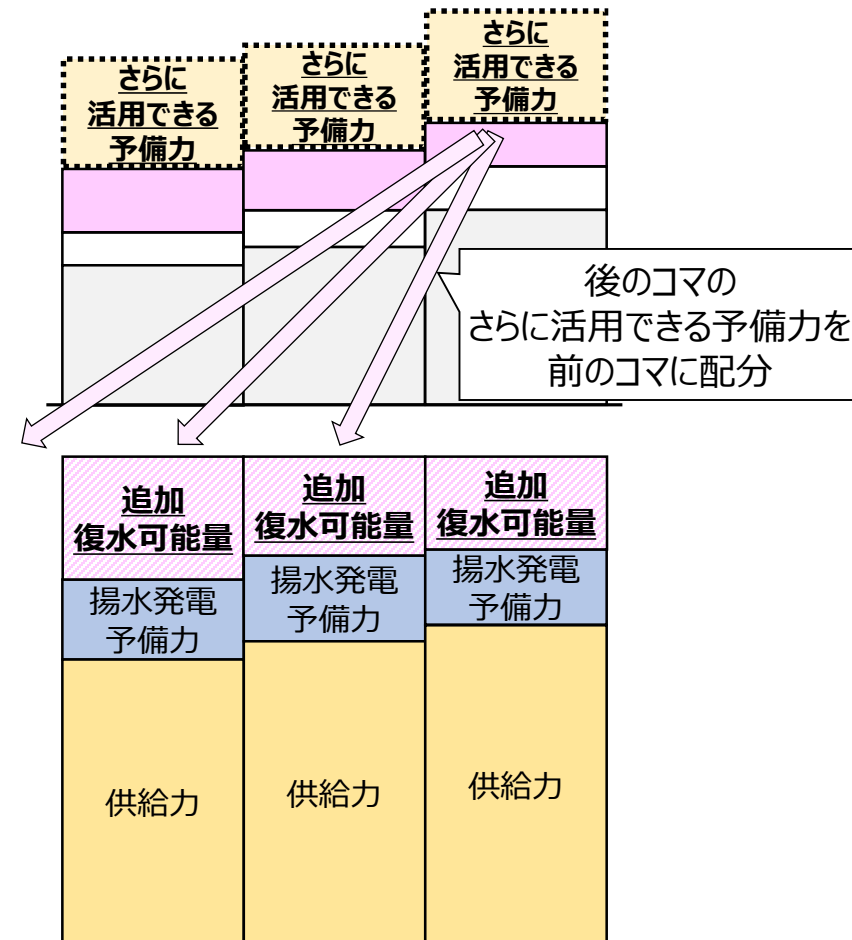 さらに
活用できる
予備力
さらに
活用できる
予備力
さらに
活用できる
予備力
後のコマの
さらに活用できる予備力を
前のコマに配分
追加
復水可能量
追加
復水可能量
追加
復水可能量
揚水発電
予備力
揚水発電
予備力
揚水発電
予備力
供給力
供給力
供給力